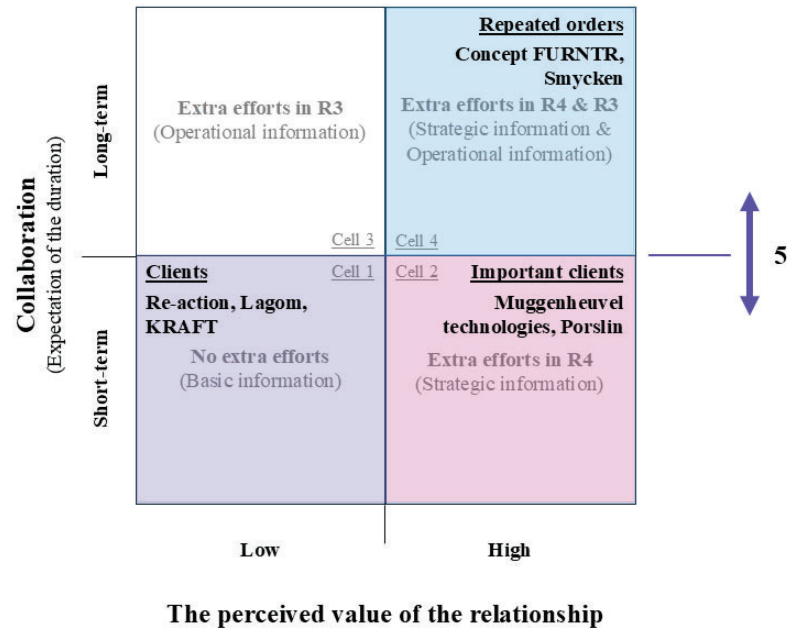 Repeated orders
Concept FURNTR,
Smycken
Extra efforts in R3
(Operational information)
Extra efforts in R4 & R3
(Strategic information &
Operational information)
Long-term
Collaboration
(Expectation of the duration)
Cell 3
Cell 4
5
Clients
Cell 1
Cell 2
Important clients
Re-action, Lagom,
KRAFT
Muggenheuvel
technologies, Porslin
No extra efforts
(Basic information)
Extra efforts in R4
(Strategic information)
Short-term
Low
High
The perceived value of the relationship